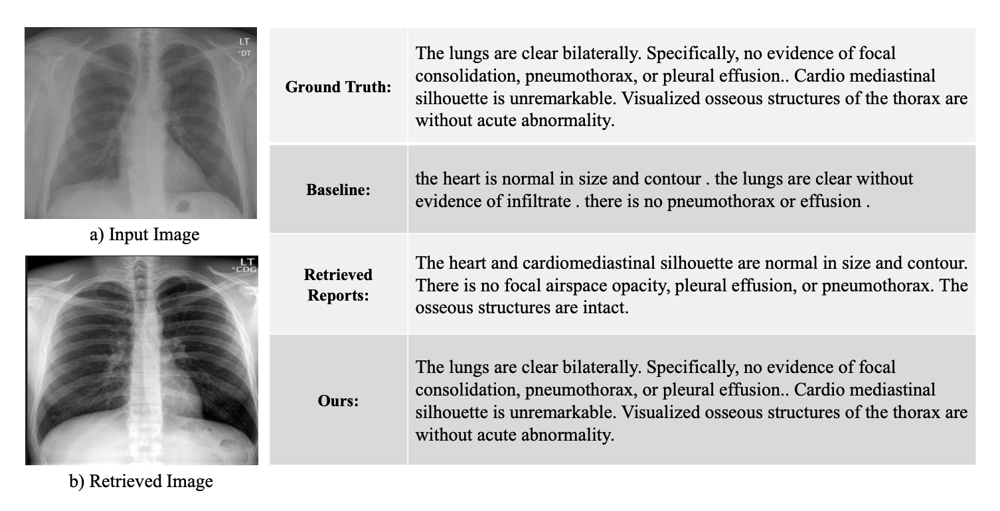 LT
*DT
a) Input Image
LT
*CDG
b) Retrieved Image
Ground Truth:
The lungs are clear bilaterally. Specifically, no evidence of focal
consolidation, pneumothorax, or pleural effusion.. Cardio mediastinal
silhouette is unremarkable. Visualized osseous structures of the thorax are
without acute abnormality.
Baseline:
the heart is normal in size and contour . the lungs are clear without
evidence of infiltrate . there is no pneumothorax or effusion .
Retrieved
Reports:
The heart and cardiomediastinal silhouette are normal in size and contour.
There is no focal airspace opacity, pleural effusion, or pneumothorax. The
osseous structures are intact.
Ours:
The lungs are clear bilaterally. Specifically, no evidence of focal
consolidation, pneumothorax, or pleural effusion.. Cardio mediastinal
silhouette is unremarkable. Visualized osseous structures of the thorax are
without acute abnormality.